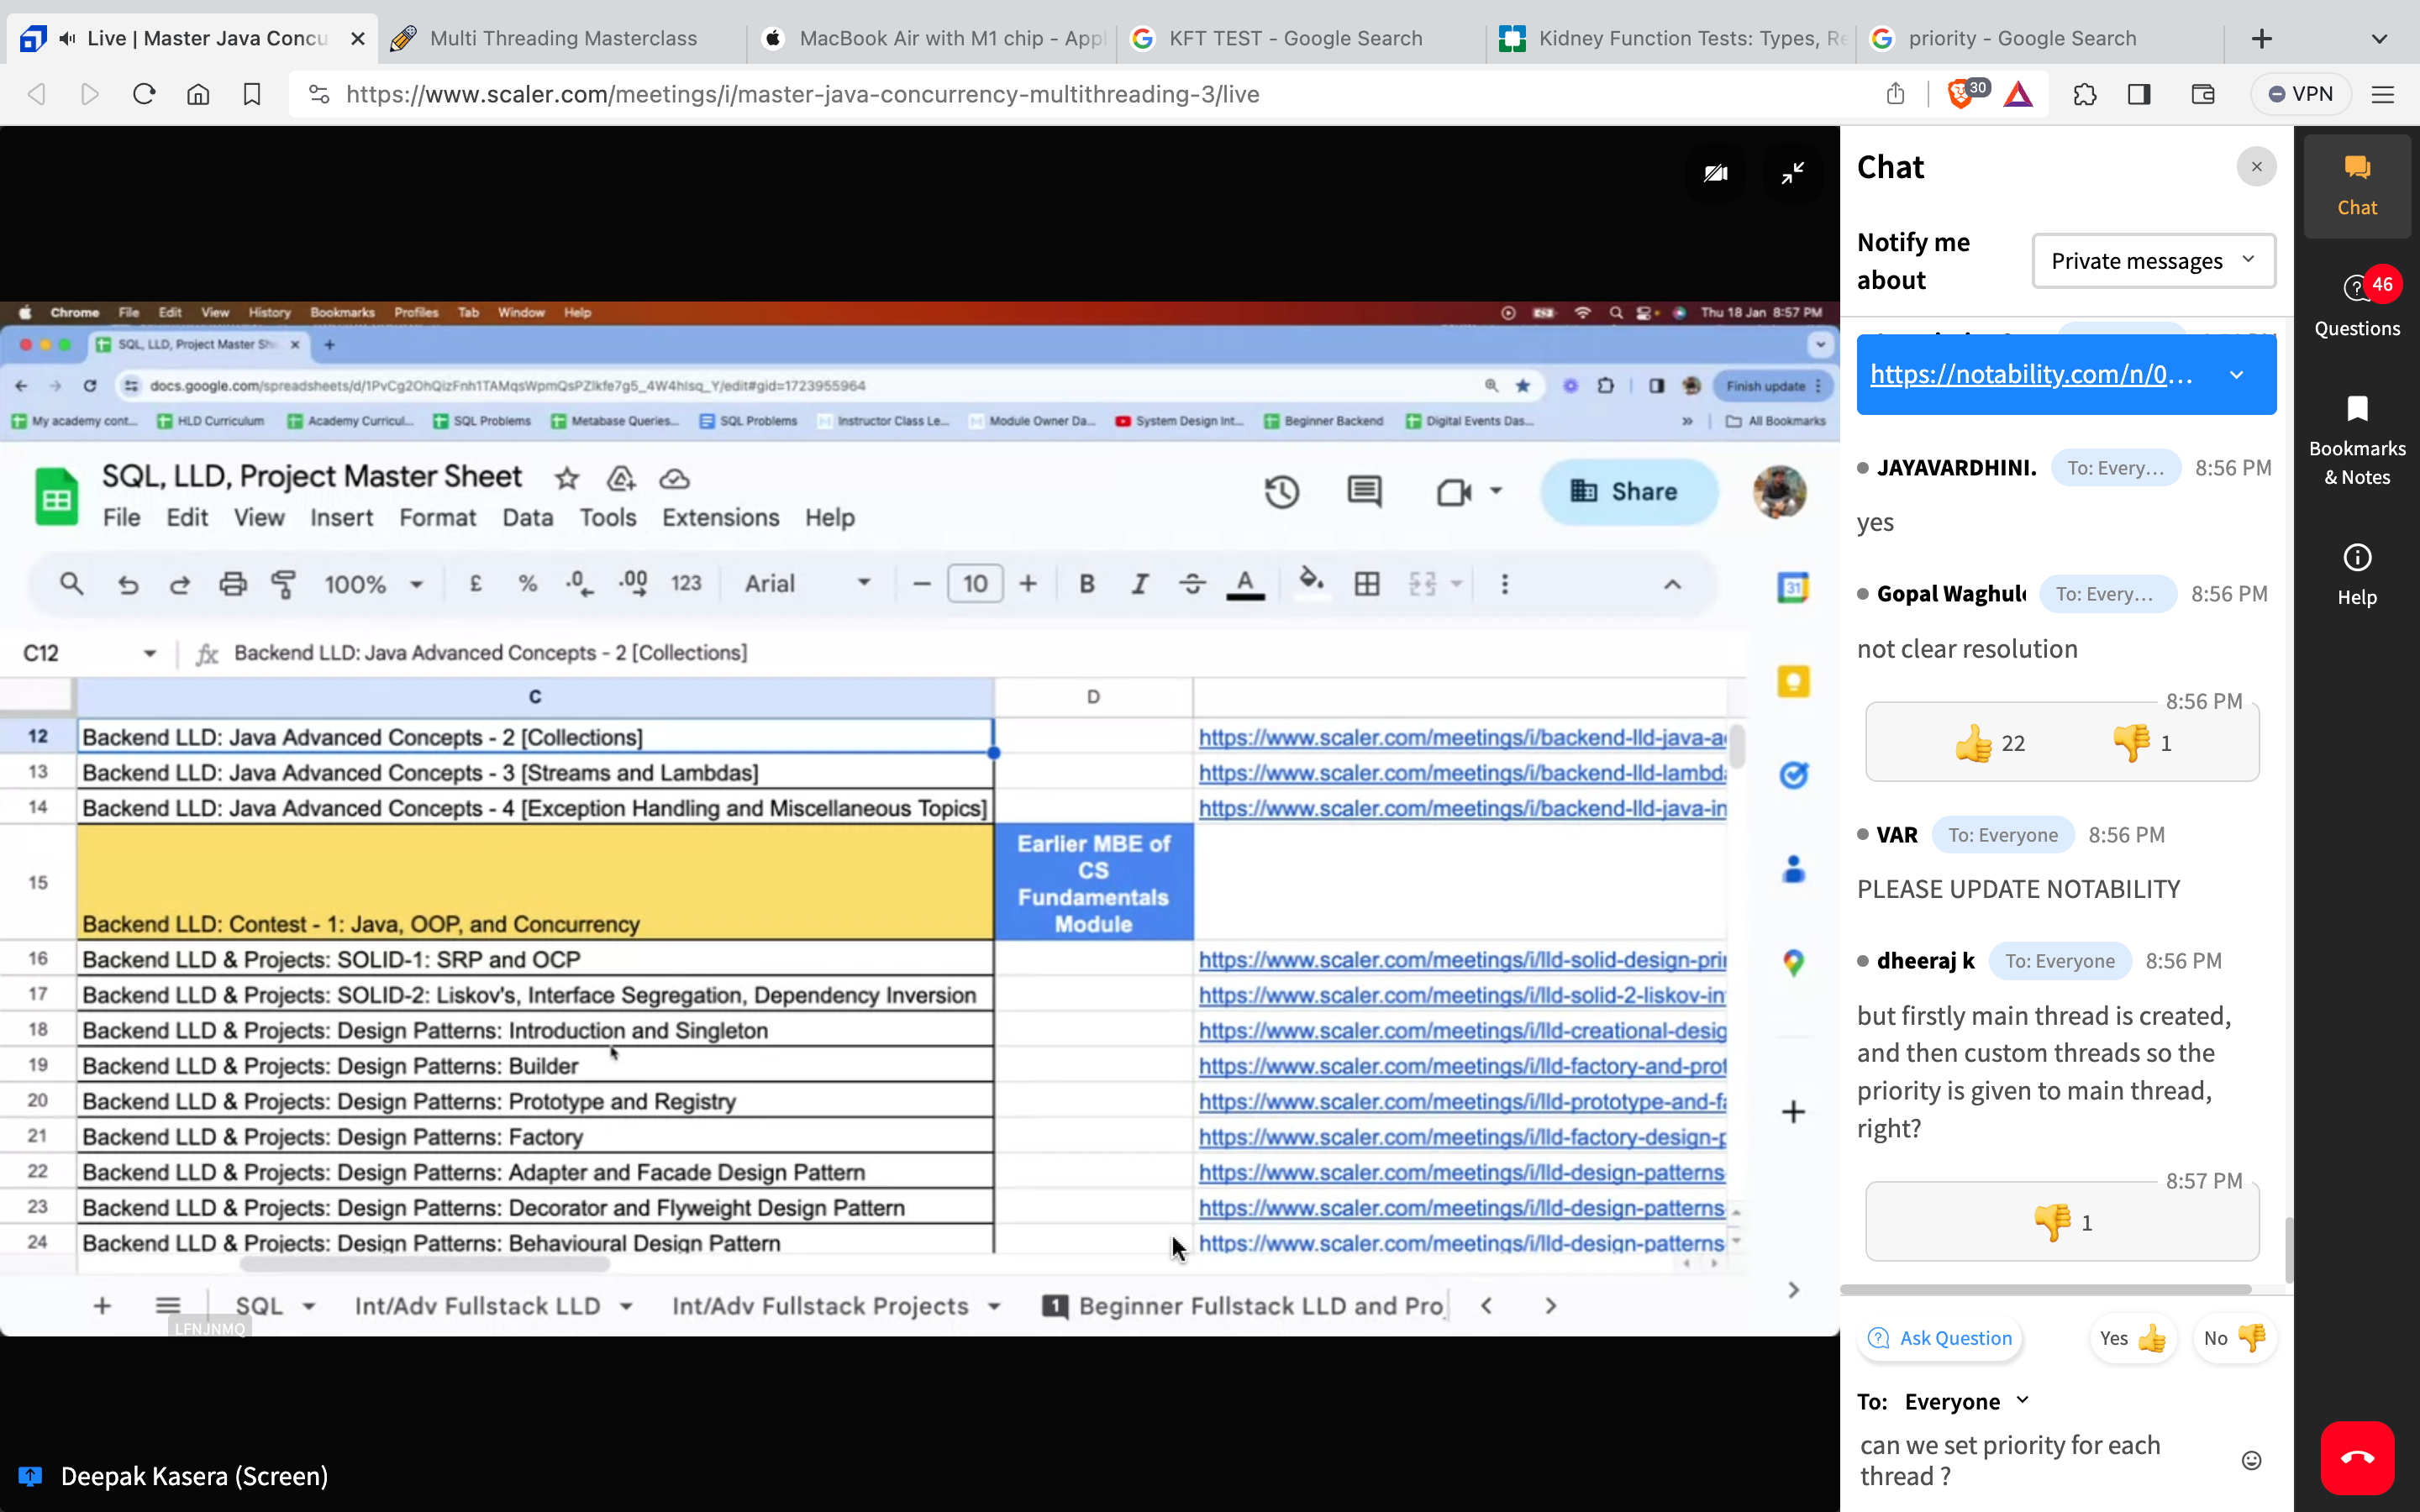 Live | Master Java Concu
Multi Threading Masterclass
MacBook Air with M1 chip - Appl
KFT TEST - Google Search
Kidney Function Tests: Types, Re
priority - Google Search
https://www.scaler.com/meetings/i/master-java-concurrency-multithreading-3/live
30
VPN
Chrome File Edit View History Bookmarks Profiles Tab Window Help
Thu 18 Jan 8:57 PM
SQL, LLD, Project Master She
docs.google.com/spreadsheets/d/1PvCg2OhQizFnh1TAMqsWpmQsPZlkfe7g5_4W4hlsq_Y/edit#gid=1723955964
Finish update
My academy cont... HLD Curriculum Academy Curricul... SQL Problems Metabase Queries... SQL Problems Instructor Class Le... Module Owner Da... System Design Int... Beginner Backend Digital Events Das... » All Bookmarks
SQL, LLD, Project Master Sheet
File Edit View Insert Format Data Tools Extensions Help
Share
100% £ % .0 .00 123 Arial 10 B I S A
31
C12 fx Backend LLD: Java Advanced Concepts - 2 [Collections]
C D
12 Backend LLD: Java Advanced Concepts - 2 [Collections] https://www.scaler.com/meetings/i/backend-lld-java-a
13 Backend LLD: Java Advanced Concepts - 3 [Streams and Lambdas] https://www.scaler.com/meetings/i/backend-lld-lambda
14 Backend LLD: Java Advanced Concepts - 4 [Exception Handling and Miscellaneous Topics] https://www.scaler.com/meetings/i/backend-lld-java-in
Earlier MBE of
CS
Fundamentals
Module
15 Backend LLD: Contest - 1: Java, OOP, and Concurrency
16 Backend LLD & Projects: SOLID-1: SRP and OCP https://www.scaler.com/meetings/i/lld-solid-design-prin
17 Backend LLD & Projects: SOLID-2: Liskov's, Interface Segregation, Dependency Inversion https://www.scaler.com/meetings/i/lld-solid-2-liskov-in
18 Backend LLD & Projects: Design Patterns: Introduction and Singleton https://www.scaler.com/meetings/i/lld-creational-desig
19 Backend LLD & Projects: Design Patterns: Builder https://www.scaler.com/meetings/i/lld-factory-and-prot
20 Backend LLD & Projects: Design Patterns: Prototype and Registry https://www.scaler.com/meetings/i/lld-prototype-and-fa
21 Backend LLD & Projects: Design Patterns: Factory https://www.scaler.com/meetings/i/lld-factory-design-p
22 Backend LLD & Projects: Design Patterns: Adapter and Facade Design Pattern https://www.scaler.com/meetings/i/lld-design-patterns-
23 Backend LLD & Projects: Design Patterns: Decorator and Flyweight Design Pattern https://www.scaler.com/meetings/i/lld-design-patterns-
24 Backend LLD & Projects: Design Patterns: Behavioural Design Pattern https://www.scaler.com/meetings/i/lld-design-patterns-
SQL Int/Adv Fullstack LLD Int/Adv Fullstack Projects 1 Beginner Fullstack LLD and Pro
LFNJNMQ
Deepak Kasera (Screen)
Chat
Notify me
about
Private messages
https://notability.com/n/0...
JAYAVARDHINI. To: Every... 8:56 PM
yes
Gopal Waghul To: Every... 8:56 PM
not clear resolution
8:56 PM
22 1
VAR To: Everyone 8:56 PM
PLEASE UPDATE NOTABILITY
dheeraj k To: Everyone 8:56 PM
but firstly main thread is created,
and then custom threads so the
priority is given to main thread,
right?
8:57 PM
1
Ask Question Yes No
To: Everyone
can we set priority for each
thread ?
Chat
46
Questions
Bookmarks
& Notes
Help